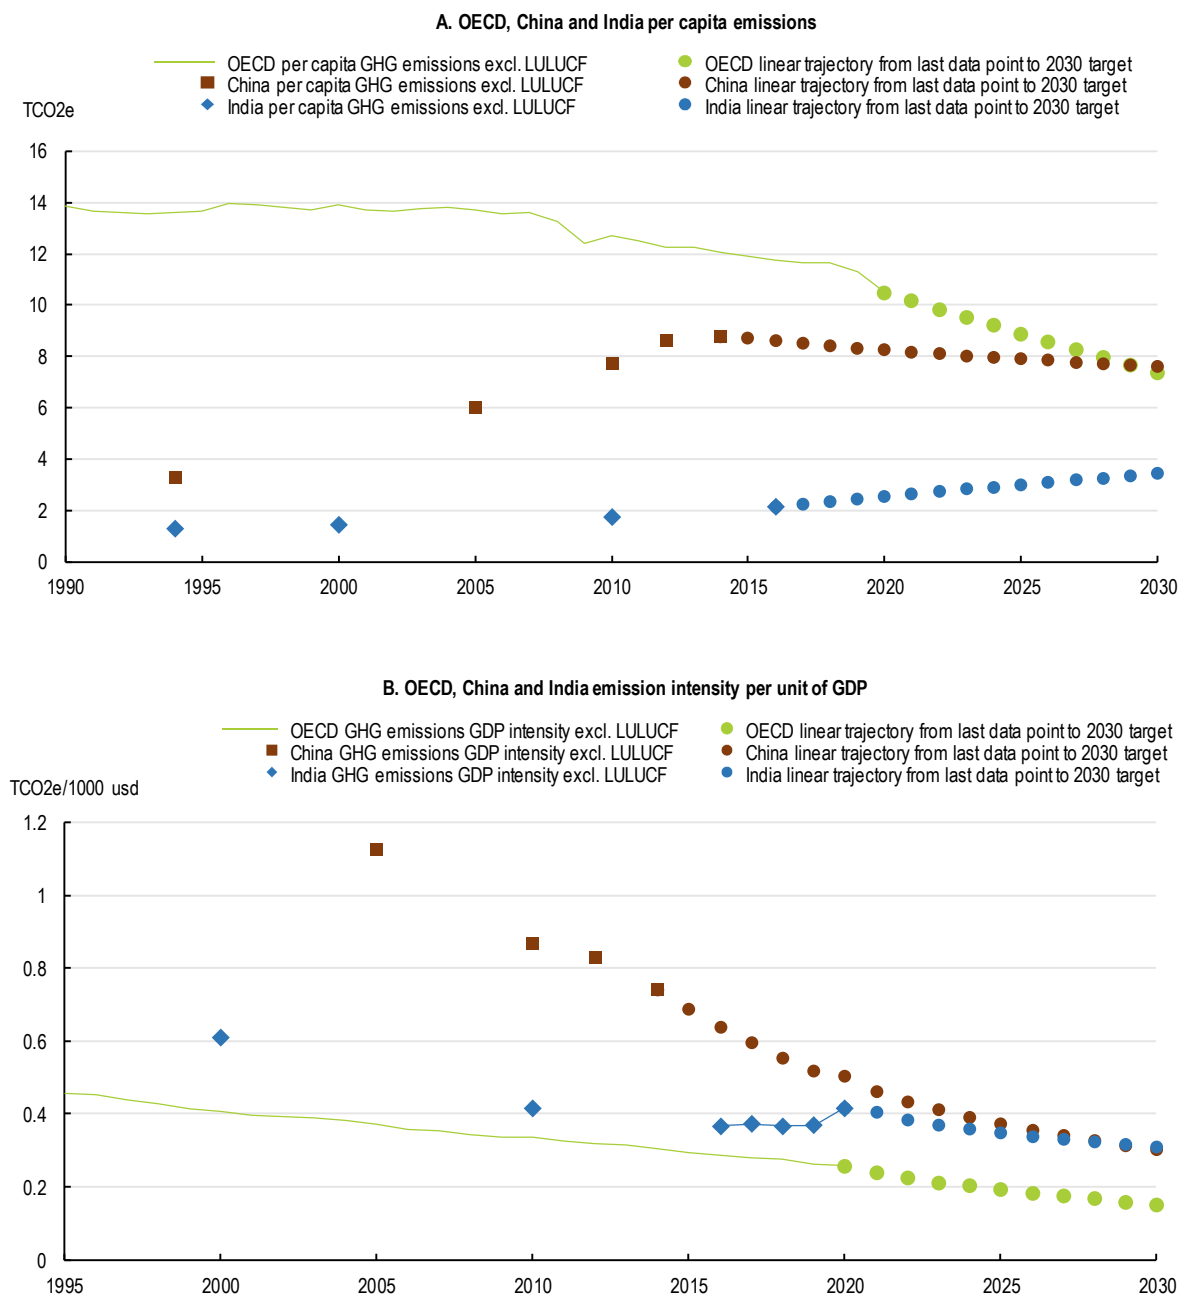 A. OECD, China and India per capita emissions
OECD per capita GHG emissions excl. LULUCF
OECD linear trajectory from last data point to 2030 target
China per capita GHG emissions excl. LULUCF
China linear trajectory from last data point to 2030 target
India per capita GHG emissions excl. LULUCF
India linear trajectory from last data point to 2030 target
TCO2e
16
14
12
10
8
6
4
2
0
1990 1995 2000 2005 2010 2015 2020 2025 2030
B. OECD, China and India emission intensity per unit of GDP
OECD GHG emissions GDP intensity excl. LULUCF
OECD linear trajectory from last data point to 2030 target
China GHG emissions GDP intensity excl. LULUCF
China linear trajectory from last data point to 2030 target
India GHG emissions GDP intensity excl. LULUCF
India linear trajectory from last data point to 2030 target
TCO2e/1000 usd
1.2
1
0.8
0.6
0.4
0.2
0
1995 2000 2005 2010 2015 2020 2025 2030